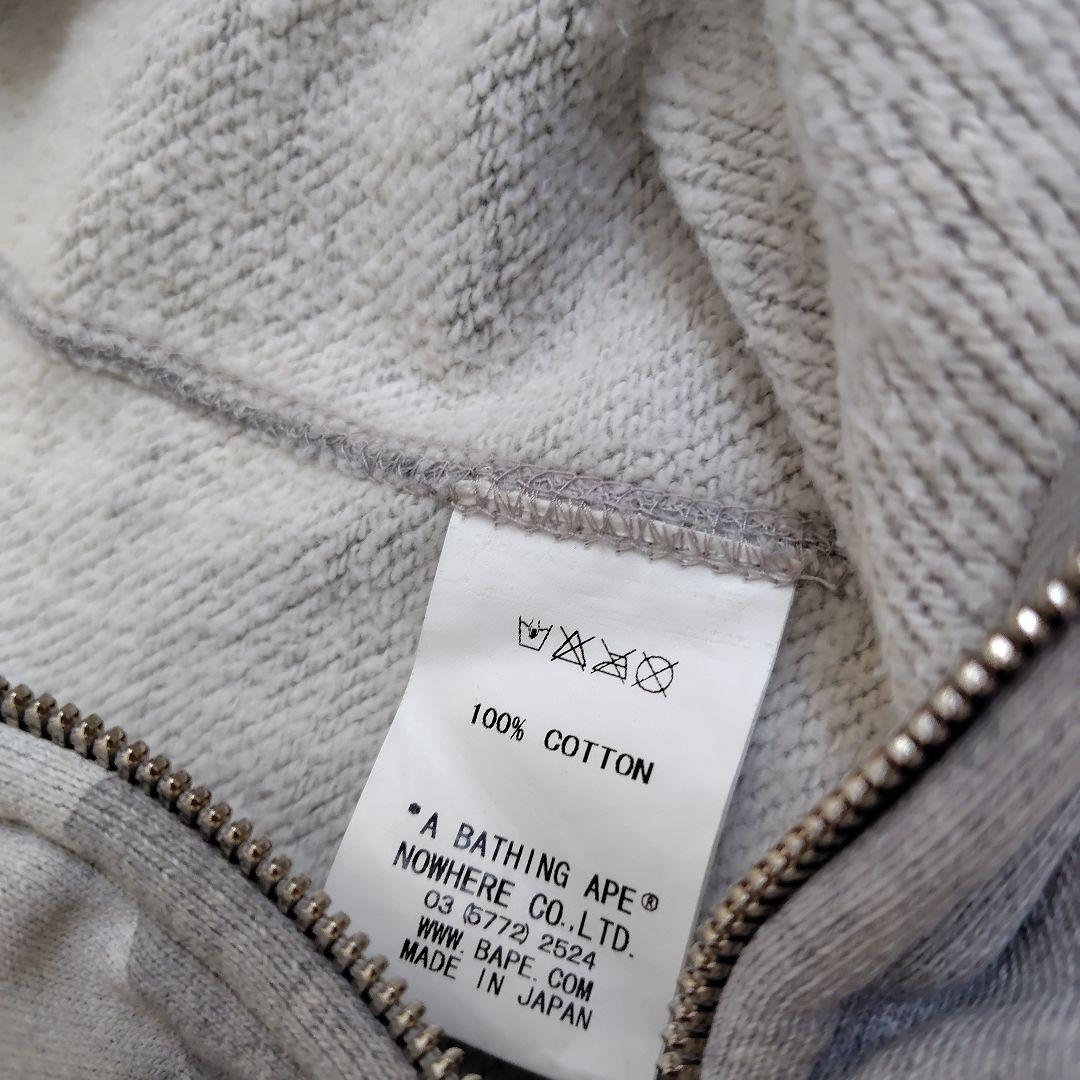 100% COTTON
"A BATHING APE®
NOWHERE CO.,LTD.
03 (5772) 2524
WWW. BAPE. COM
MADE IN JAPAN